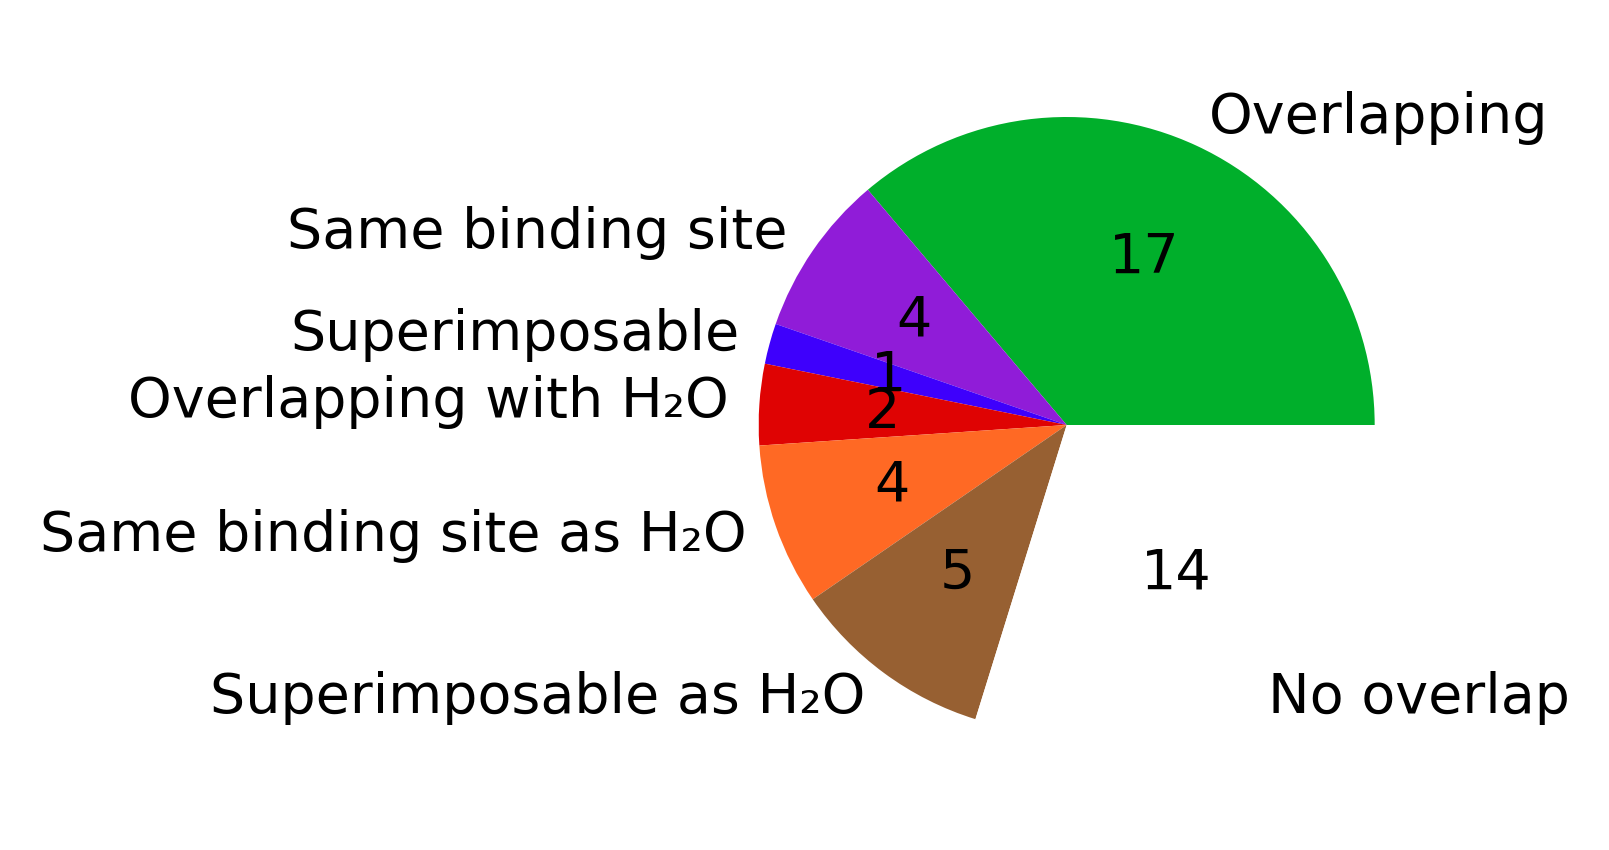 Overlapping
17
Same binding site
4
Superimposable
1
Overlapping with H₂O
2
Same binding site as H₂O
4
Superimposable as H₂O
5
14
No overlap